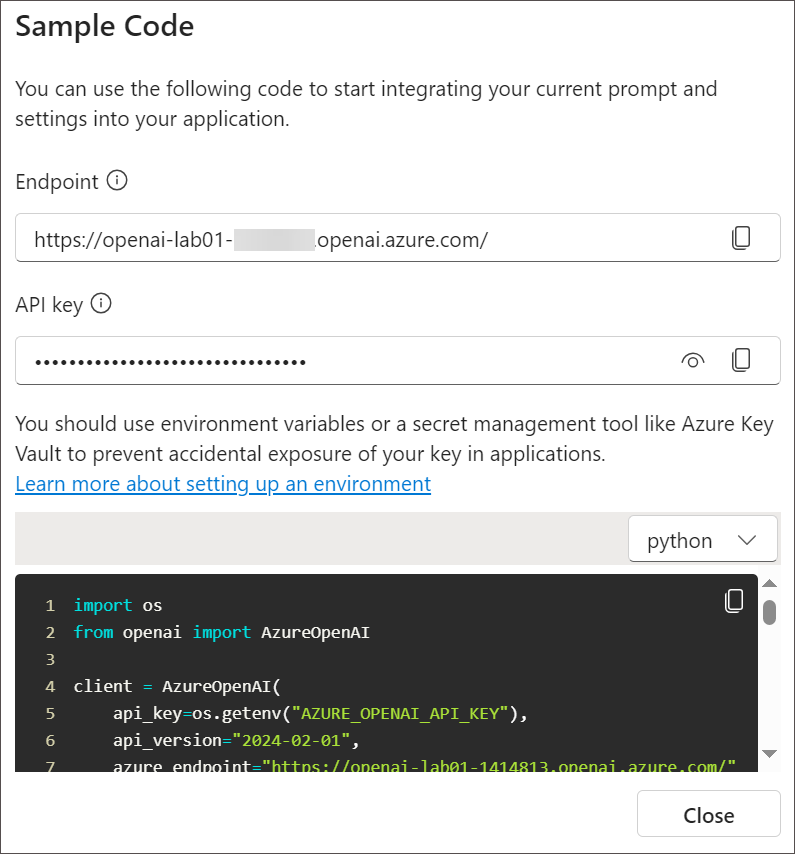 Sample Code
You can use the following code to start integrating your current prompt and
settings into your application.
Endpoint
https://openai-lab01- .openai.azure.com/
API key
••••••••••••••••••••••••••••••••
You should use environment variables or a secret management tool like Azure Key
Vault to prevent accidental exposure of your key in applications.
Learn more about setting up an environment
python
1 import os
2 from openai import AzureOpenAI
3
4 client = AzureOpenAI(
5     api_key=os.getenv("AZURE_OPENAI_API_KEY"),
6     api_version="2024-02-01",
7     azure_endpoint="https://openai-lab01-1414813.openai.azure.com/"
Close